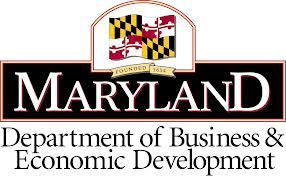 FOUNDED 1634
MARYLAND
Department of Business &
Economic Development